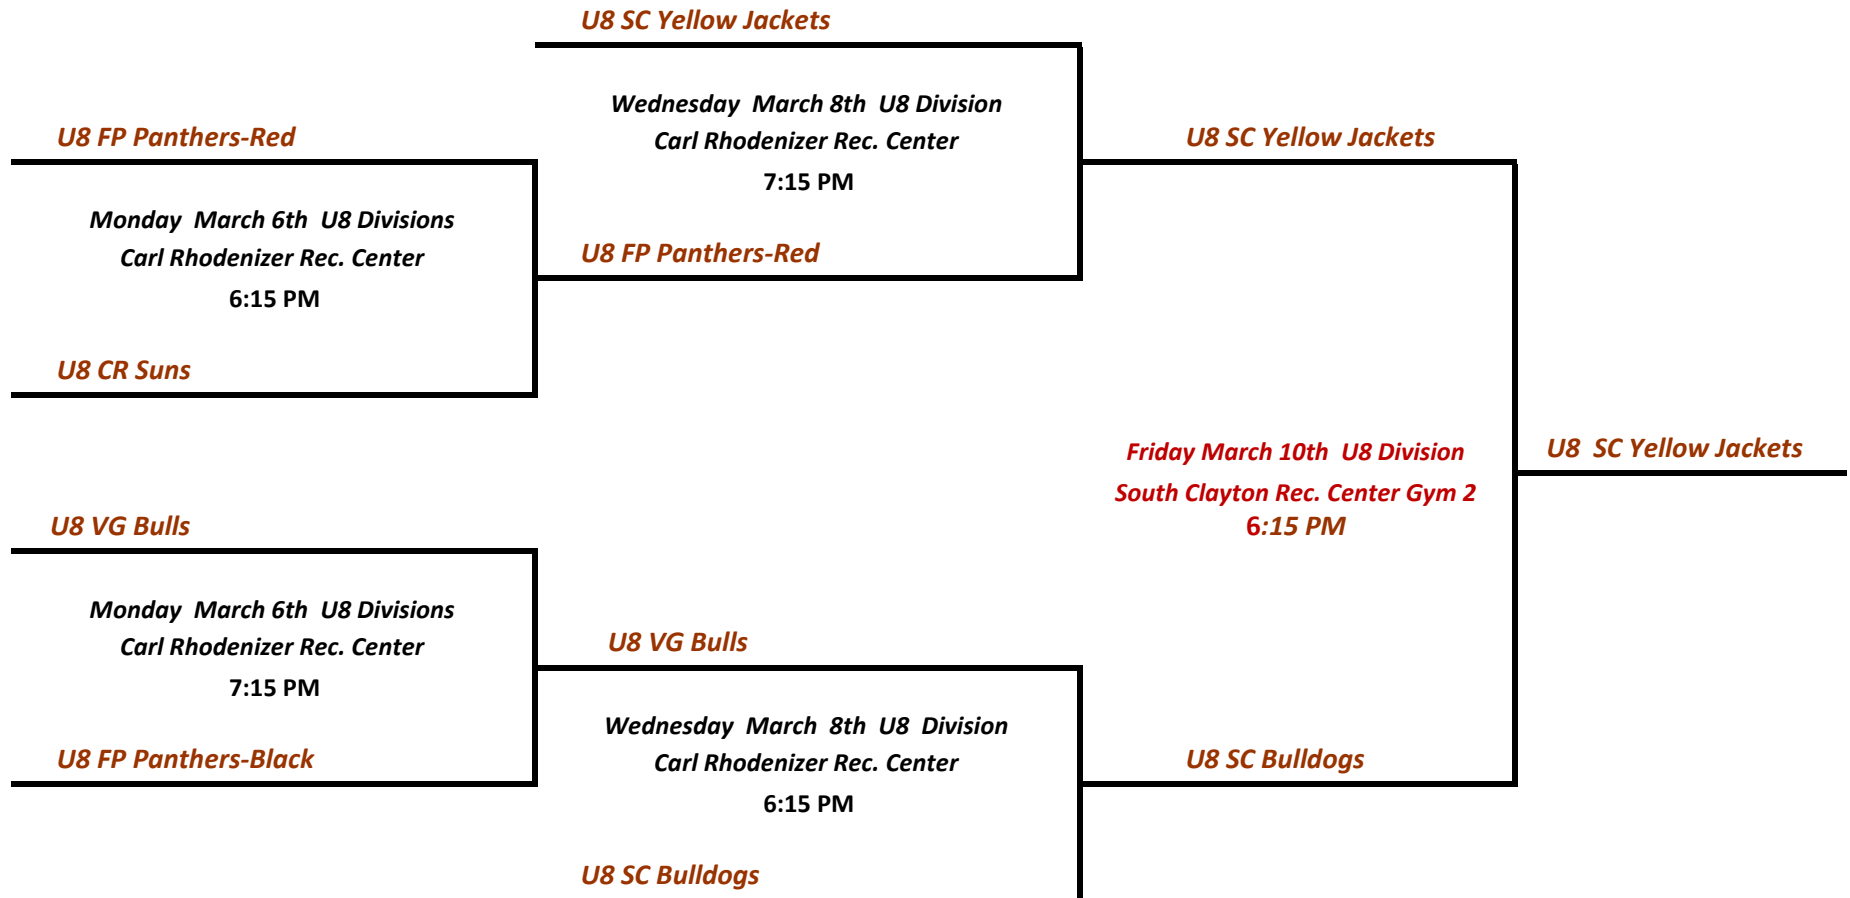 U8 SC Yellow Jackets
Wednesday  March 8th  U8 Division
Carl Rhodenizer Rec. Center
7:15 PM
U8 FP Panthers-Red
U8 SC Yellow Jackets
Monday  March 6th  U8 Divisions
Carl Rhodenizer Rec. Center
6:15 PM
U8 FP Panthers-Red
U8 CR Suns
Friday March 10th  U8 Division
South Clayton Rec. Center Gym 2
6:15 PM
U8  SC Yellow Jackets
U8 VG Bulls
Monday  March 6th  U8 Divisions
Carl Rhodenizer Rec. Center
7:15 PM
U8 VG Bulls
U8 FP Panthers-Black
Wednesday  March  8th  U8  Division
Carl Rhodenizer Rec. Center
6:15 PM
U8 SC Bulldogs
U8 SC Bulldogs